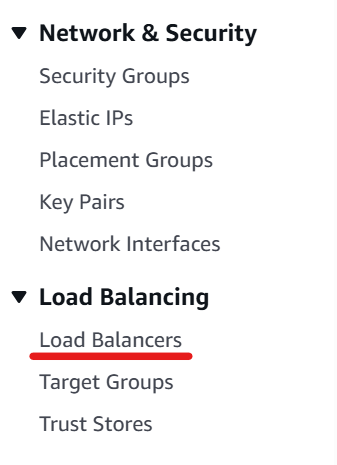 Network & Security
Security Groups
Elastic IPs
Placement Groups
Key Pairs
Network Interfaces
Load Balancing
Load Balancers
Target Groups
Trust Stores